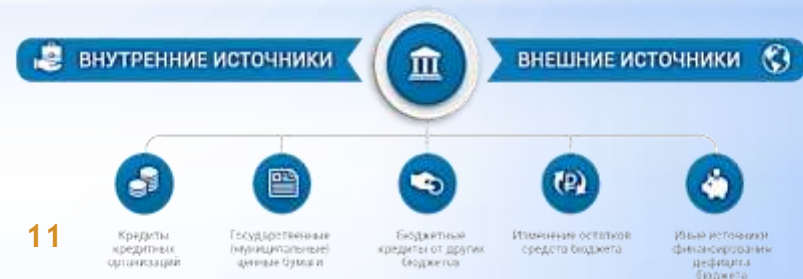 ВНУТРЕННИЕ ИСТОЧНИКИ
ВНЕШНИЕ ИСТОЧНИКИ
11
Кредиты
кредитных
организаций
Государственные
(муниципальные)
ценные бумаги
Бюджетные
кредиты от других
бюджетов
Изменение остатков
средств бюджета
Иные источники
финансирования
дефицита
бюджета